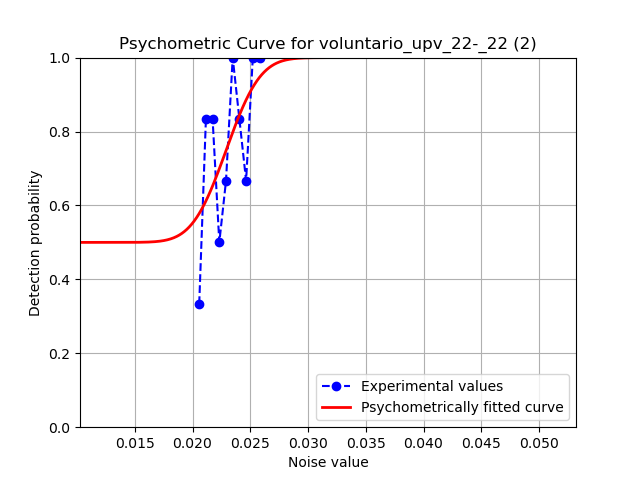 Psychometric Curve for voluntario_upv_22-_22 (2)
1.0
0.8
0.6
0.4
0.2
0.0
Detection probability
0.015 0.020 0.025 0.030 0.035 0.040 0.045 0.050
Noise value
Experimental values
Psychometrically fitted curve